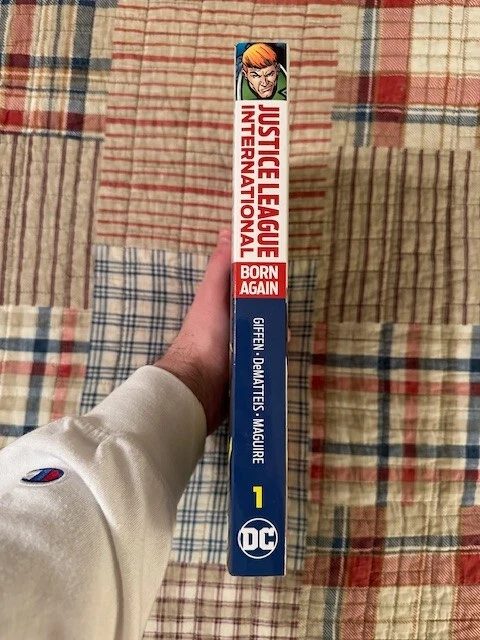 JUSTICE LEAGUE
INTERNATIONAL
BORN
AGAIN
GIFFEN • DeMATTEIS • MAGUIRE
1
DC